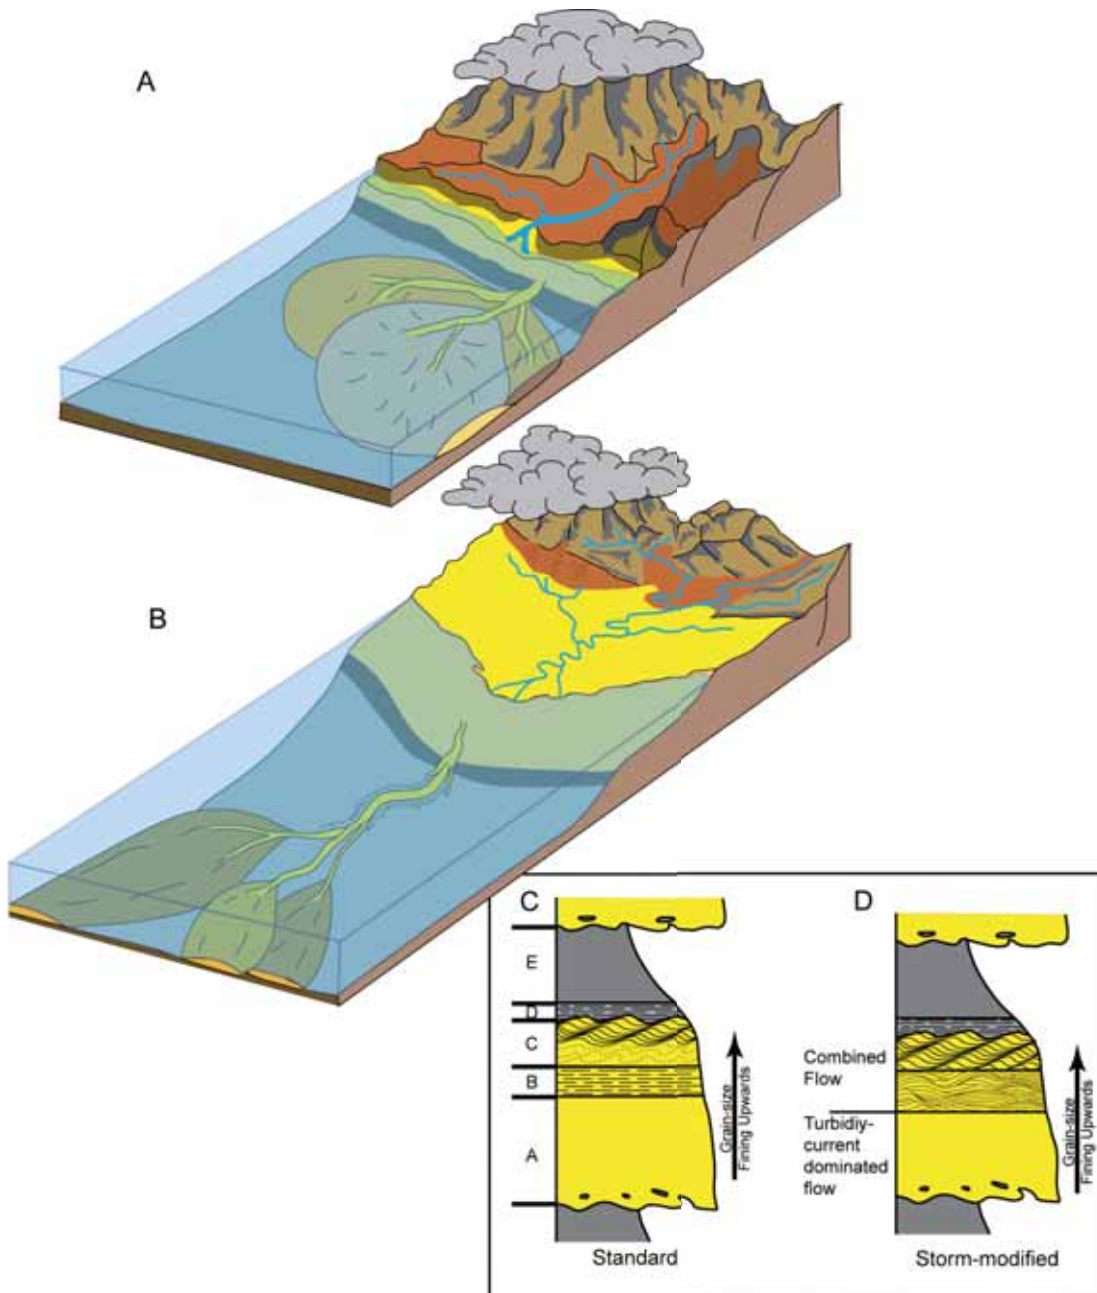 A
B
C
E
D
C
B
A
Grain-size
Fining Upwards
Standard
D
Combined
Flow
Turbidiy-
current
dominated
flow
Grain-size
Fining Upwards
Storm-modified